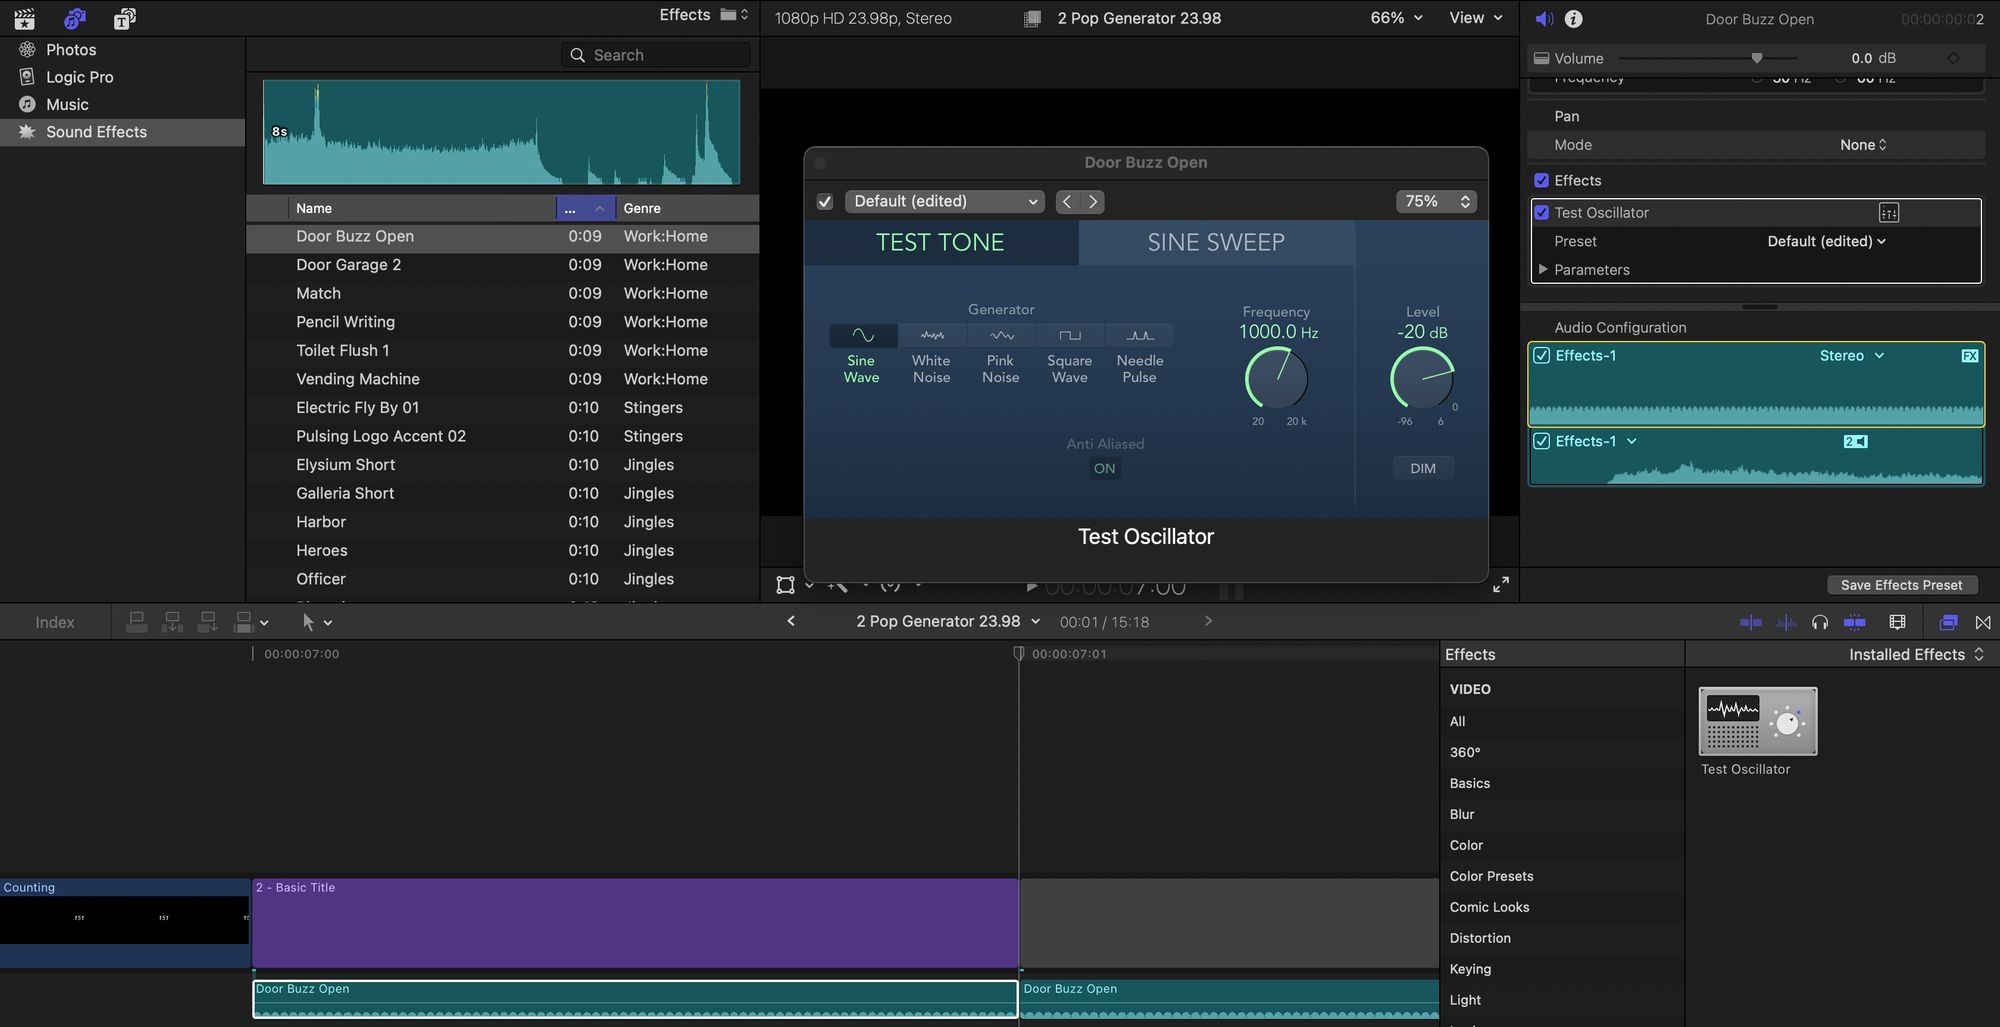 Effects
1080p HD 23.98p, Stereo
2 Pop Generator 23.98
66%
View
Door Buzz Open
00:00:00:02
Photos
Logic Pro
Music
Sound Effects
Search
8s
Name
...
Genre
Door Buzz Open 0:09 Work:Home
Door Garage 2 0:09 Work:Home
Match 0:09 Work:Home
Pencil Writing 0:09 Work:Home
Toilet Flush 1 0:09 Work:Home
Vending Machine 0:09 Work:Home
Electric Fly By 01 0:10 Stingers
Pulsing Logo Accent 02 0:10 Stingers
Elysium Short 0:10 Jingles
Galleria Short 0:10 Jingles
Harbor 0:10 Jingles
Heroes 0:10 Jingles
Officer 0:10 Jingles
Door Buzz Open
Default (edited)
75%
TEST TONE
SINE SWEEP
Generator
Sine Wave
White Noise
Pink Noise
Square Wave
Needle Pulse
Frequency
1000.0 Hz
20 20 k
Level
-20 dB
0
-96 6
Anti Aliased
ON
DIM
Test Oscillator
Volume 0.0 dB
Frequency 50 Hz 60 Hz
Pan
Mode None
Effects
Test Oscillator
Preset Default (edited)
Parameters
Audio Configuration
Effects-1 Stereo FX
Effects-1 2
Save Effects Preset
00:00:07:00
Index
2 Pop Generator 23.98
00:01 / 15:18
00:00:07:00
00:00:07:01
Counting
151 151
2 - Basic Title
Door Buzz Open
Door Buzz Open
Effects
Installed Effects
VIDEO
All
360°
Basics
Blur
Color
Color Presets
Comic Looks
Distortion
Keying
Light
Test Oscillator